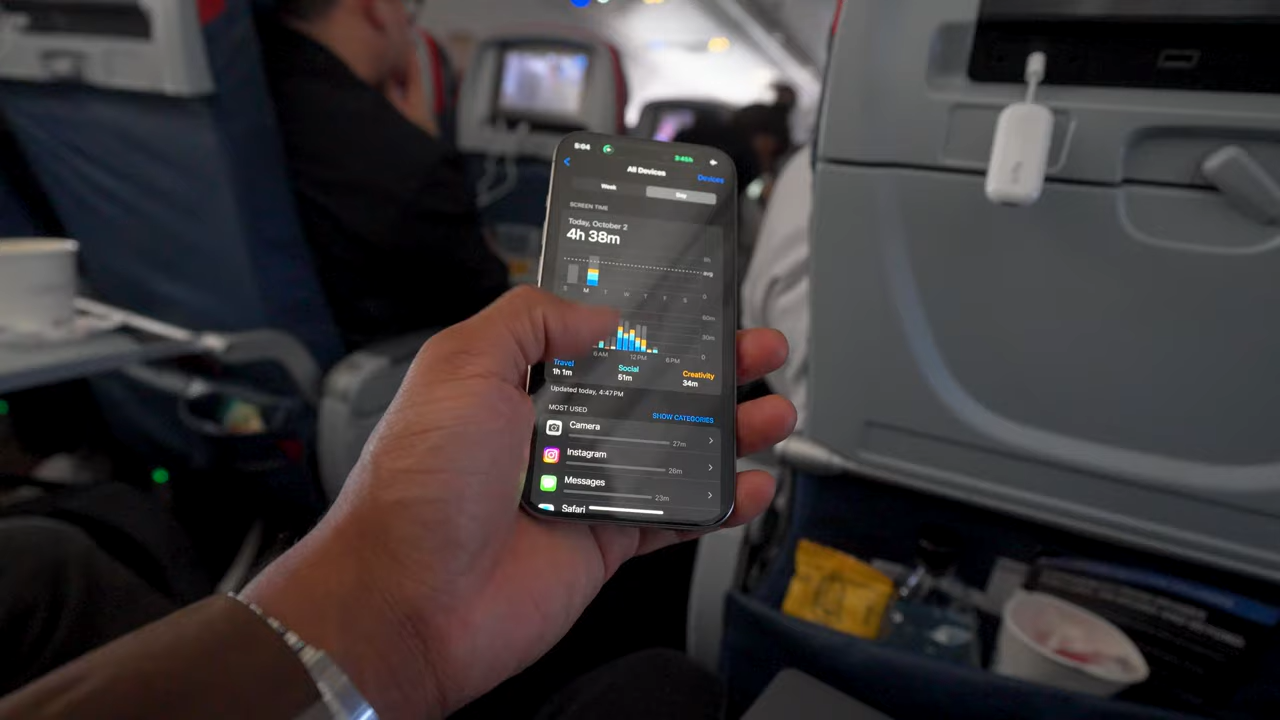 5:04
3:45h
All Devices
Devices
Week
Day
SCREEN TIME
Today, October 2
4h 38m
avg
S M T W T F S
0
60m
30m
0
6 AM 12 PM 6 PM
Travel Social Creativity
1h 1m 51m 34m
Updated today, 4:47 PM
MOST USED
SHOW CATEGORIES
Camera
27m
Instagram
26m
Messages
23m
Safari